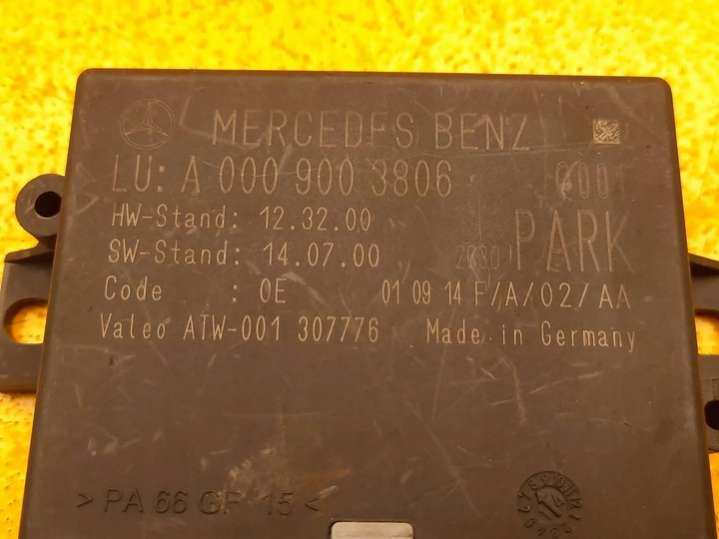 MERCEDES BENZ
LU: A 000 900 3806 0001
HW-Stand: 12.32.00
SW-Stand: 14.07.00 PARK
Code : 0E 01 09 14 F/A/02/AA
Valeo ATW-001 307776 Made in Germany
>PA 66 GF 15<